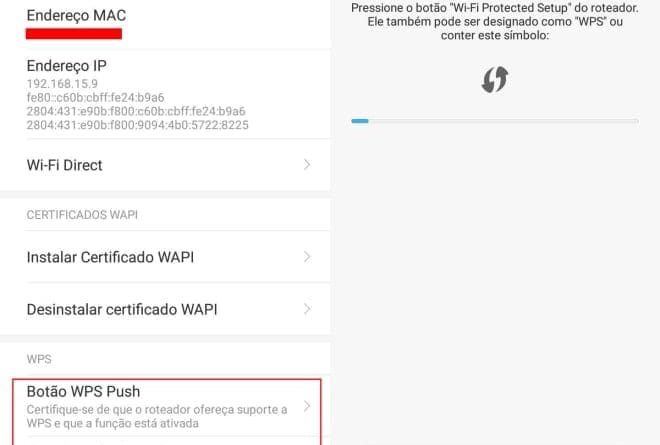 Endereço MAC
Endereço IP
192.168.15.9
fe80::c60b:cbff:fe24:b9a6
2804:431:e90b:f800:c60b:cbff:fe24:b9a6
2804:431:e90b:f800:9094:4b0:5722:8225
Wi-Fi Direct
CERTIFICADOS WAPI
Instalar Certificado WAPI
Desinstalar certificado WAPI
WPS
Botão WPS Push
Certifique-se de que o roteador ofereça suporte a
WPS e que a função está ativada
Pressione o botão "Wi-Fi Protected Setup" do roteador.
Ele também pode ser designado como "WPS" ou
conter este símbolo: